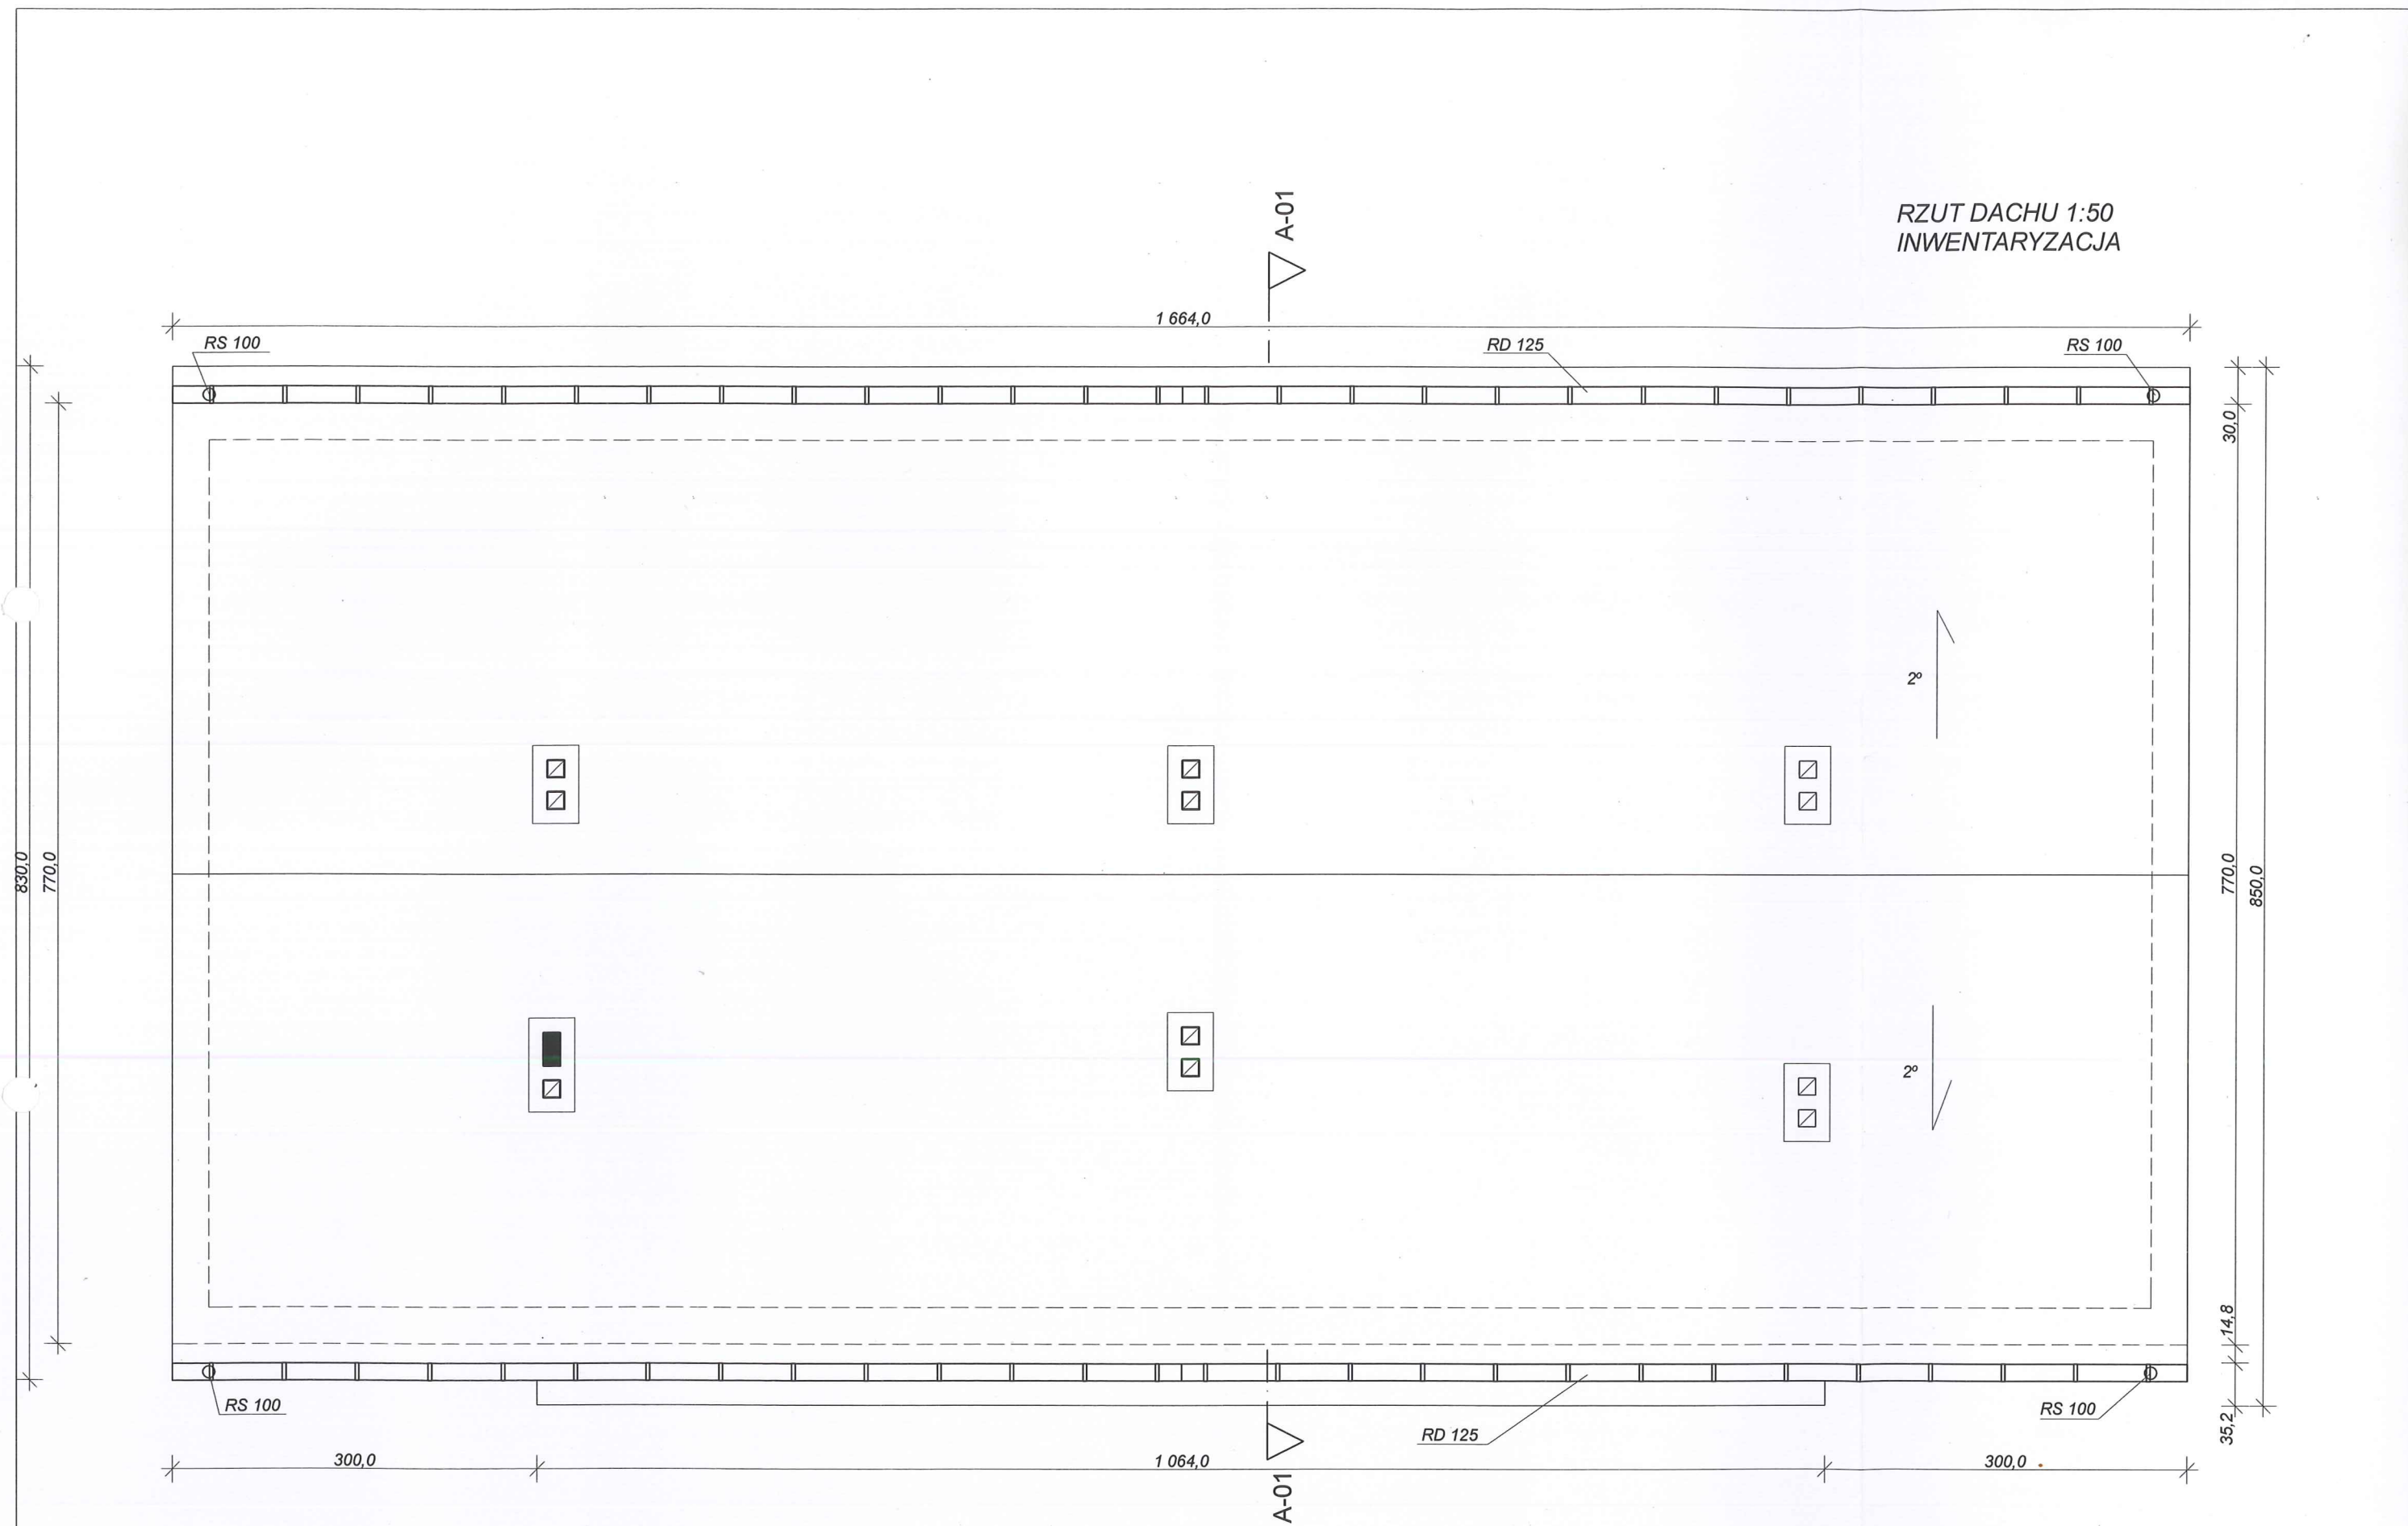 RZUT DACHU 1:50
INWENTARYZACJA
A-01
1 664,0
RS 100
RD 125
RS 100
30,0
2º
830,0
770,0
770,0
850,0
2º
14,8
RS 100
RD 125
RS 100
35,2
300,0
1 064,0
300,0
A-01